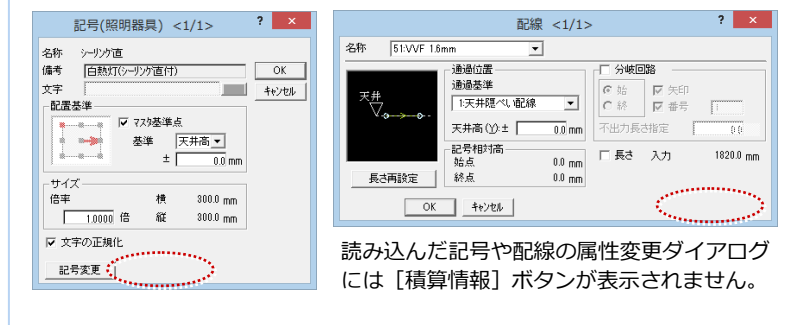 記号(照明器具) <1/1> ? ×
名称 シーリング直
備考 白熱灯(シーリング直付)
文字
OK
キャンセル
配置基準
マスタ基準点
基準 天井高
± 0.0 mm
サイズ
倍率 横 300.0 mm
1.0000 倍 縦 300.0 mm
文字の正規化
記号変更
配線 <1/1> ? ×
名称 51:VVF 1.6mm
天井
長さ再設定
通過位置
通過基準
1:天井隠ぺい配線
天井高(Y):± 0.0 mm
記号相対高
始点 0.0 mm
終点 0.0 mm
分岐回路
始 矢印
終 番号 1
不出力長さ指定 0.0
長さ 入力 1820.0 mm
OK キャンセル
読み込んだ記号や配線の属性変更ダイアログ
には［積算情報］ボタンが表示されません。